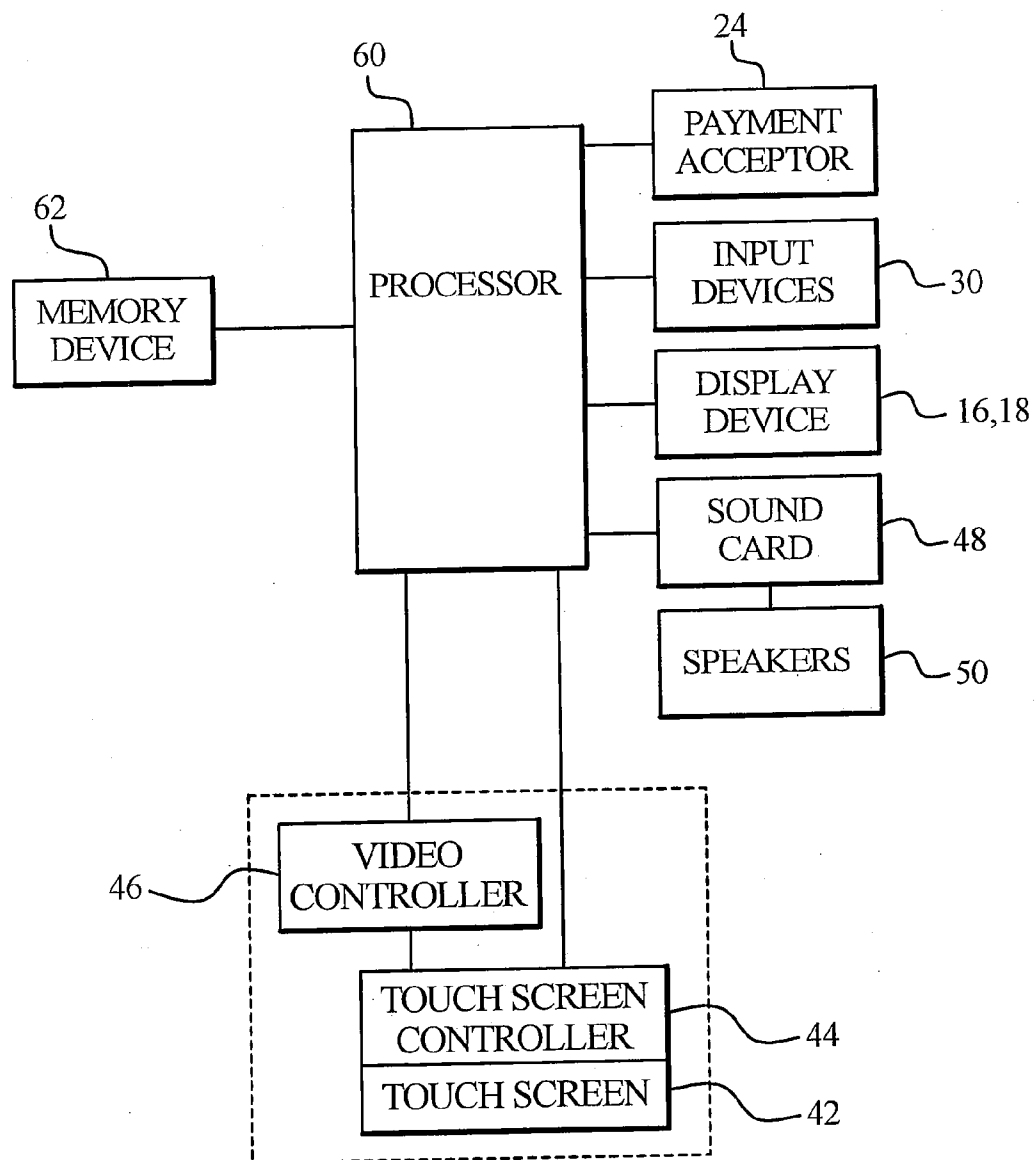 24
60
PAYMENT
ACCEPTOR
62
PROCESSOR
INPUT
DEVICES
30
MEMORY
DEVICE
DISPLAY
DEVICE
16,18
SOUND
CARD
48
SPEAKERS
50
VIDEO
CONTROLLER
46
TOUCH SCREEN
CONTROLLER
44
TOUCH SCREEN
42